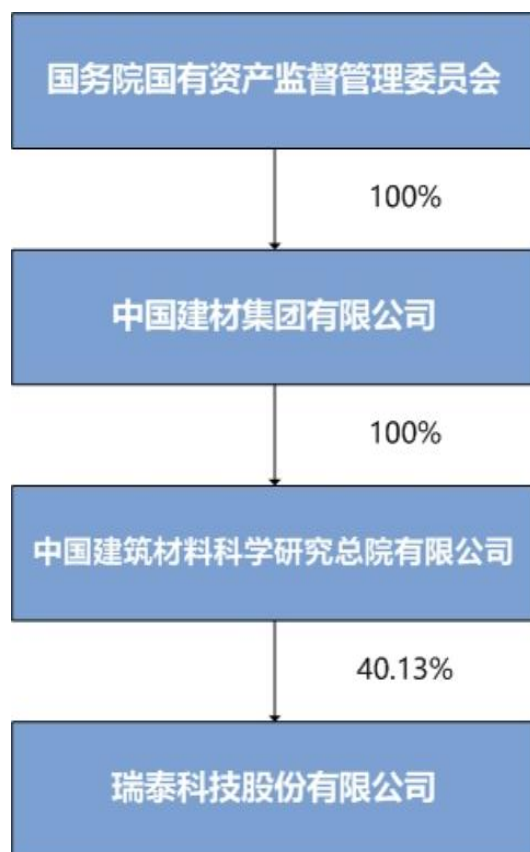 国务院国有资产监督管理委员会
100%
中国建材集团有限公司
100%
中国建筑材料科学研究总院有限公司
40.13%
瑞泰科技股份有限公司